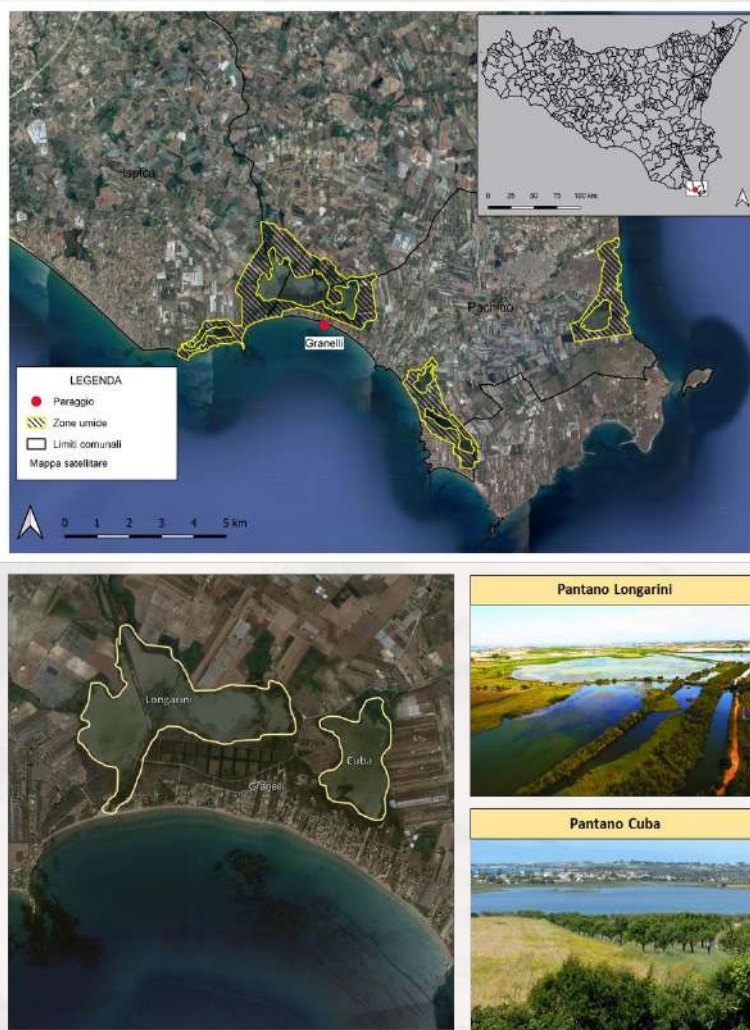 0 25 50 75 100 km
Ispica
Pachino
Granelli
LEGENDA
Paraggio
Zone umide
Limiti comunali
Mappa satellitare
0 1 2 3 4 5 km
Longarini
Cuba
Granelli
Pantano Longarini
Pantano Cuba